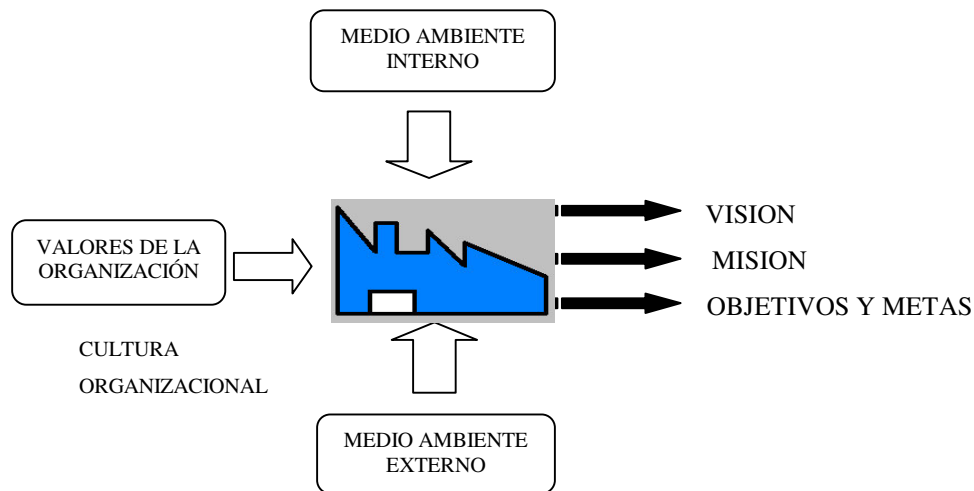 MEDIO AMBIENTE
INTERNO
VISION
VALORES DE LA
ORGANIZACIÓN
MISION
OBJETIVOS Y METAS
CULTURA
ORGANIZACIONAL
MEDIO AMBIENTE
EXTERNO